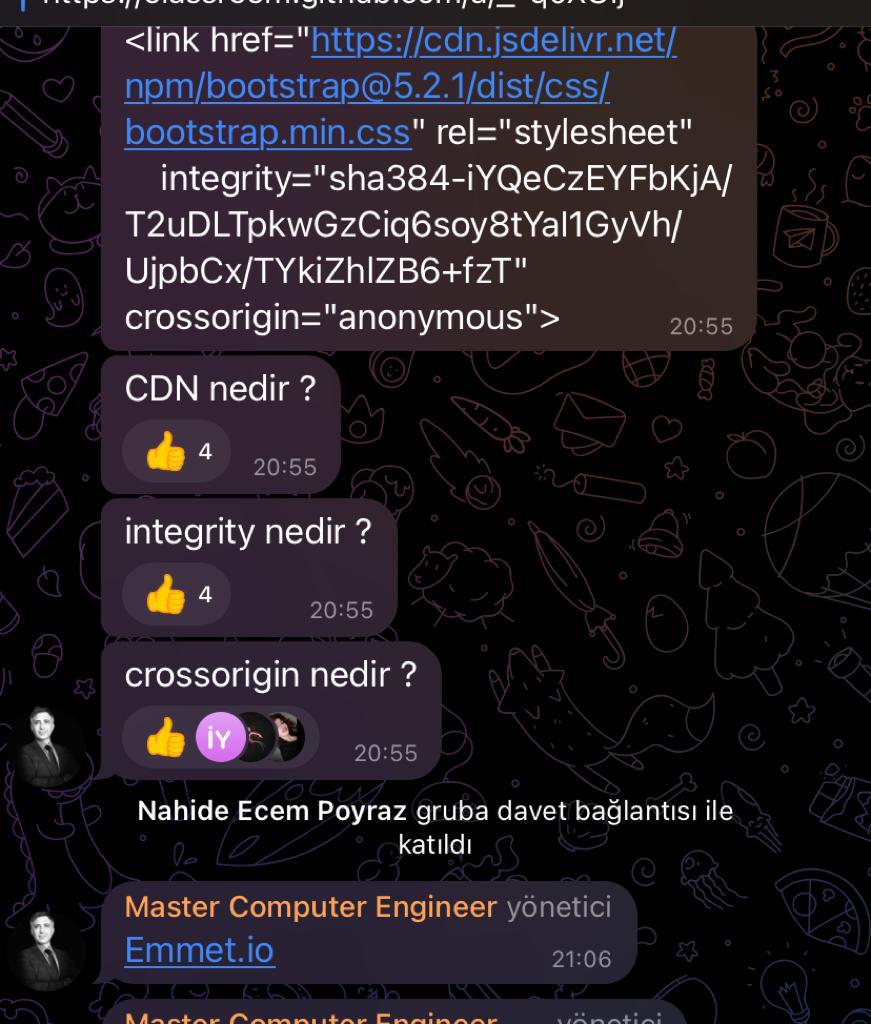 <link href="https://cdn.jsdelivr.net/
npm/bootstrap@5.2.1/dist/css/
bootstrap.min.css" rel="stylesheet"
integrity="sha384-iYQeCzEYFbKjA/
T2uDLTpkwGzCiq6soy8tYaI1GyVh/
UjpbCx/TYkiZhlZB6+fzT"
crossorigin="anonymous">
20:55
CDN nedir ?
4
20:55
integrity nedir ?
4
20:55
crossorigin nedir ?
İY
20:55
Nahide Ecem Poyraz gruba davet bağlantısı ile
katıldı
Master Computer Engineer yönetici
Emmet.io
21:06
Master Computer Engineer yönetici